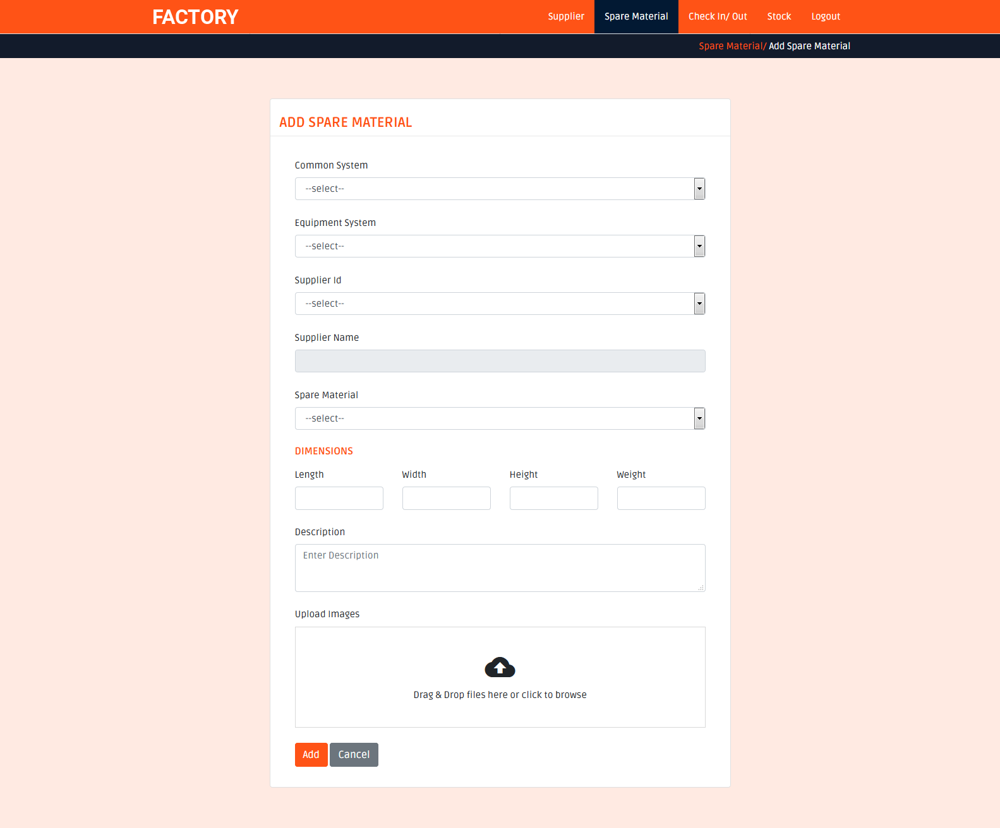 FACTORY
Supplier Spare Material Check In/ Out Stock Logout
Spare Material/ Add Spare Material
ADD SPARE MATERIAL
Common System
--select--
Equipment System
--select--
Supplier Id
--select--
Supplier Name
Spare Material
--select--
DIMENSIONS
Length Width Height Weight
Description
Enter Description
Upload Images
Drag & Drop files here or click to browse
Add Cancel